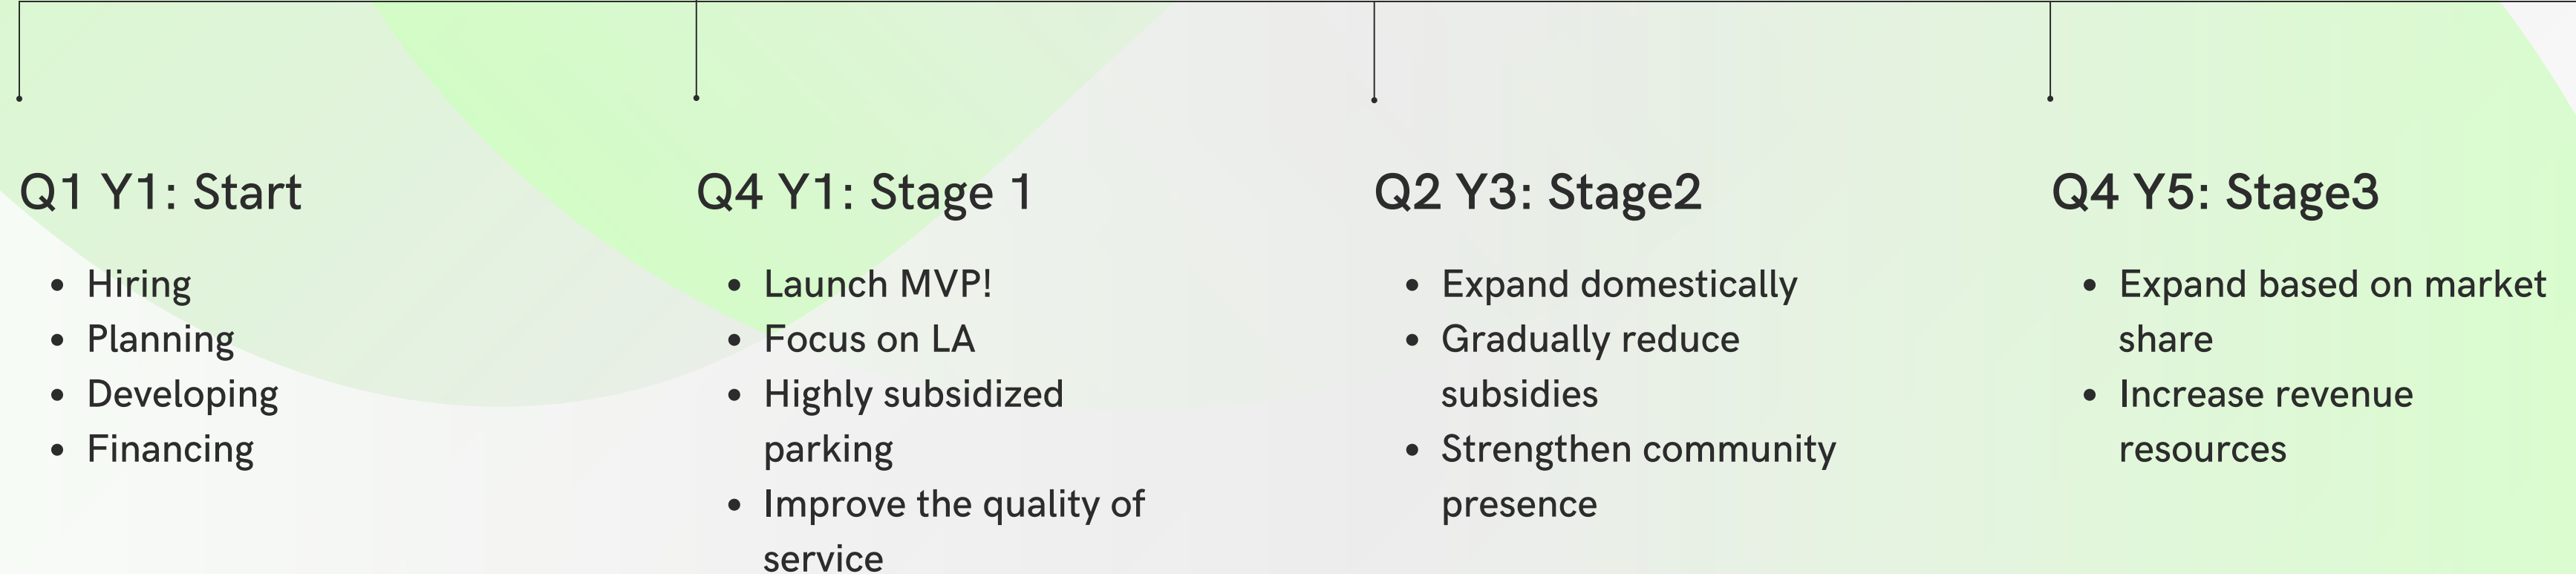 Q1 Y1: Start
Hiring
Planning
Developing
Financing
Q4 Y1: Stage 1
Launch MVP!
Focus on LA
Highly subsidized
parking
Improve the quality of
service
Q2 Y3: Stage2
Expand domestically
Gradually reduce
subsidies
Strengthen community
presence
Q4 Y5: Stage3
Expand based on market
share
Increase revenue
resources